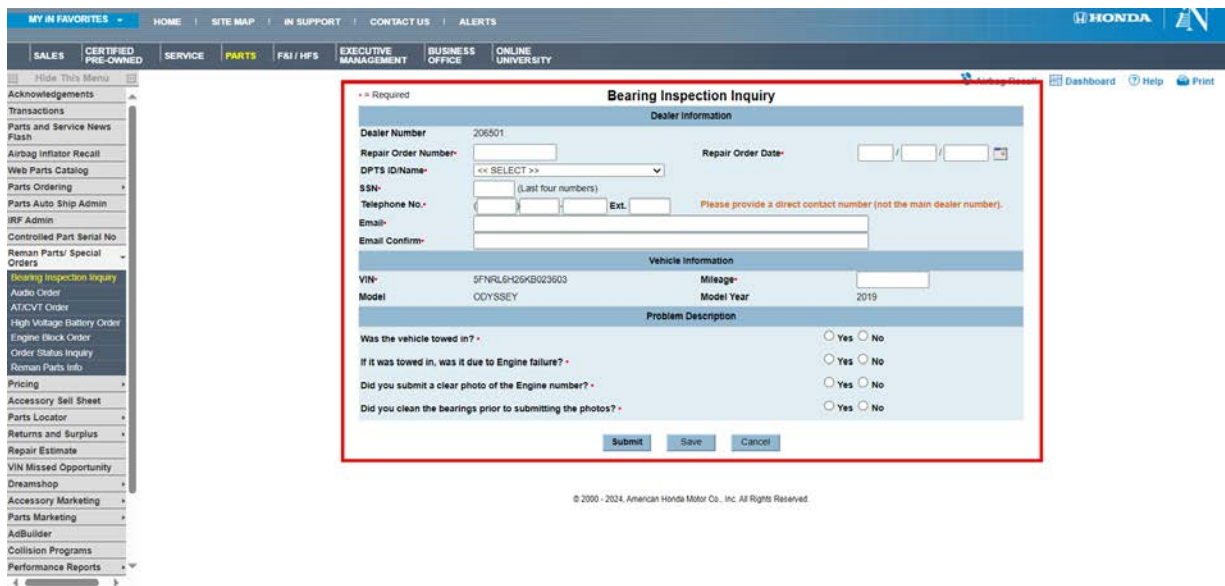 MY iN FAVORITES
HOME | SITE MAP | IN SUPPORT | CONTACT US | ALERTS
HONDA
SALES
CERTIFIED PRE-OWNED
SERVICE
PARTS
F&I / HFS
EXECUTIVE MANAGEMENT
BUSINESS OFFICE
ONLINE UNIVERSITY
Hide This Menu
Dashboard Help Print
Acknowledgements
Transactions
Parts and Service News
Flash
Airbag Inflator Recall
Web Parts Catalog
Parts Ordering
Parts Auto Ship Admin
IRF Admin
Controlled Part Serial No
Reman Parts/ Special
Orders
Bearing Inspection Inquiry
Audio Order
AT/CVT Order
High Voltage Battery Order
Engine Block Order
Order Status Inquiry
Reman Parts Info
Pricing
Accessory Sell Sheet
Parts Locator
Returns and Surplus
Repair Estimate
VIN Missed Opportunity
Dreamshop
Accessory Marketing
Parts Marketing
AdBuilder
Collision Programs
Performance Reports
• = Required
Bearing Inspection Inquiry
Dealer Information
Dealer Number 206501
Repair Order Number• Repair Order Date• / /
DPTS ID/Name• << SELECT >>
SSN• (Last four numbers)
Telephone No.• ( ) - Ext. Please provide a direct contact number (not the main dealer number).
Email•
Email Confirm•
Vehicle Information
VIN• 5FNRL6H26KB023603 Mileage•
Model ODYSSEY Model Year 2019
Problem Description
Was the vehicle towed in? • Yes No
If it was towed in, was it due to Engine failure? • Yes No
Did you submit a clear photo of the Engine number? • Yes No
Did you clean the bearings prior to submitting the photos? • Yes No
Submit Save Cancel
© 2000 - 2024, American Honda Motor Co., Inc. All Rights Reserved.